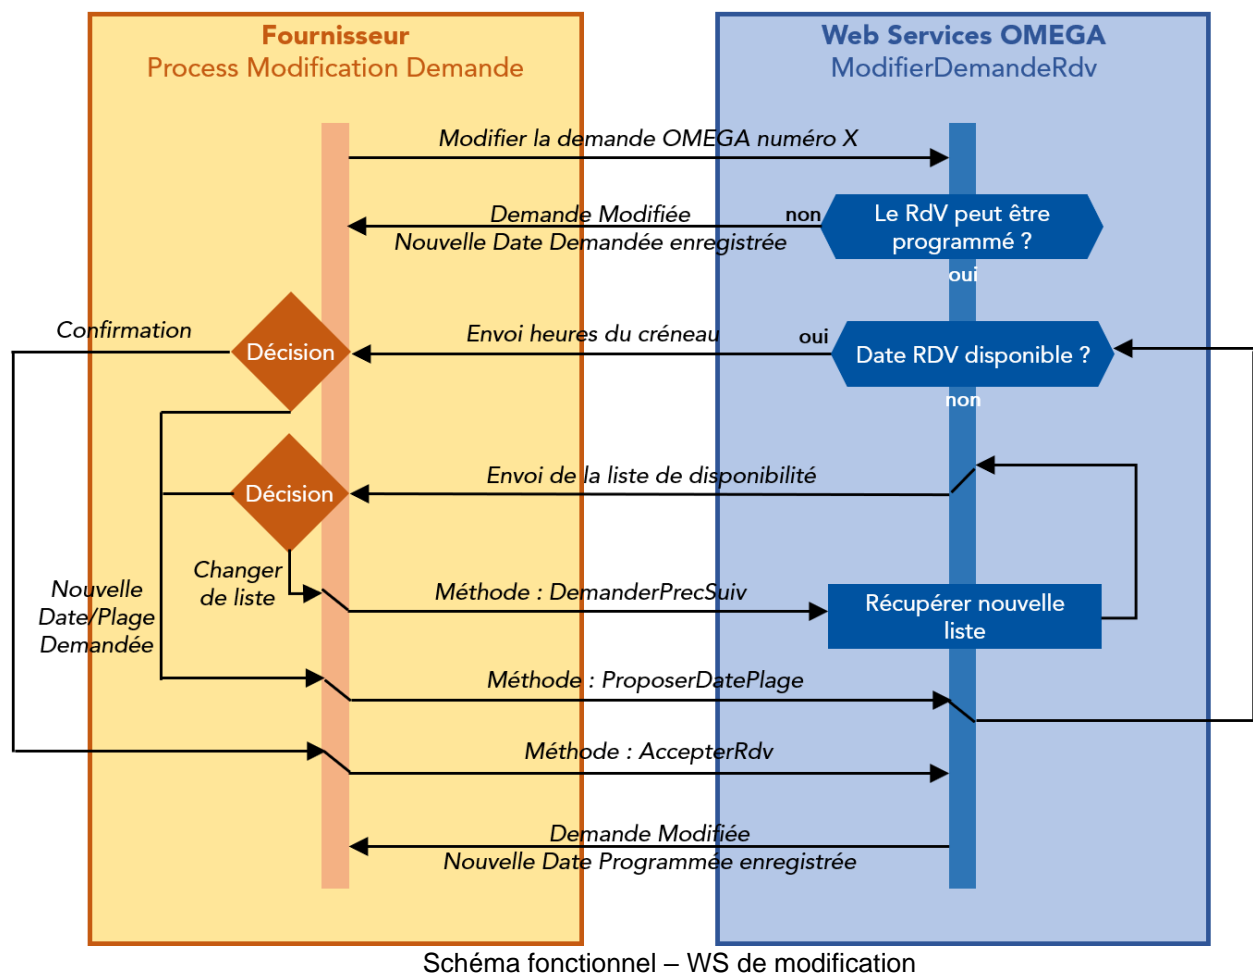 Fournisseur
Process Modification Demande
Web Services OMEGA
ModifierDemandeRdv
Modifier la demande OMEGA numéro X
Demande Modifiée
Nouvelle Date Demandée enregistrée
non
Le RdV peut être
programmé ?
oui
Confirmation
Décision
Envoi heures du créneau
oui
Date RDV disponible ?
non
Décision
Envoi de la liste de disponibilité
Changer
de liste
Nouvelle
Date/Plage
Demandée
Méthode : DemanderPrecSuiv
Récupérer nouvelle
liste
Méthode : ProposerDatePlage
Méthode : AccepterRdv
Demande Modifiée
Nouvelle Date Programmée enregistrée
Schéma fonctionnel – WS de modification